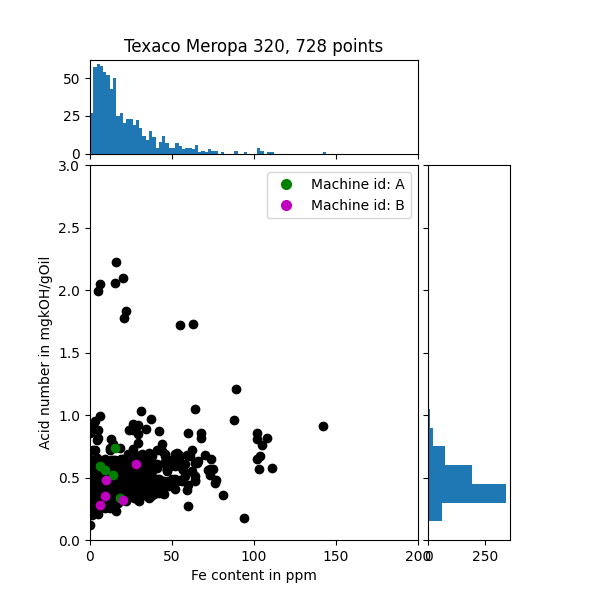 Texaco Meropa 320, 728 points
50
25
0
3.0
2.5
2.0
1.5
1.0
0.5
0.0
Machine id: A
Machine id: B
0 50 100 150 200
0 250
Fe content in ppm
Acid number in mgKOH/gOil